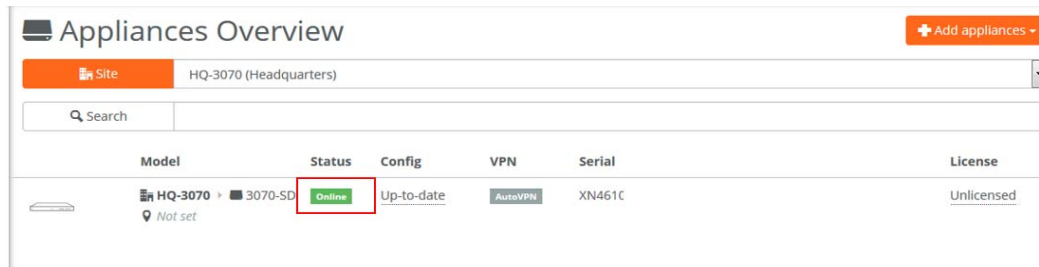 Appliances Overview
Add appliances
Site HQ-3070 (Headquarters)
Search
Model Status Config VPN Serial License
HQ-3070 3070-SD Online Up-to-date AutoVPN XN461 Unlicensed
Not set